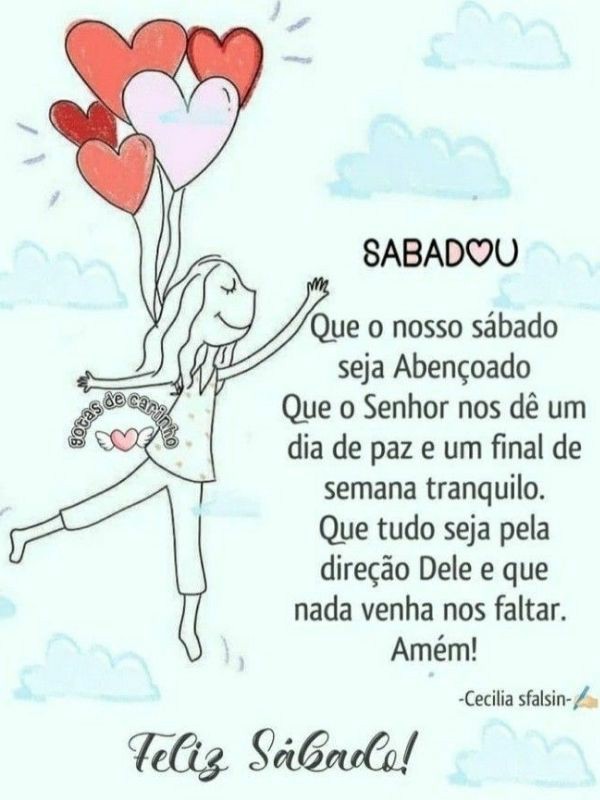 SABADOU
Que o nosso sábado
seja Abençoado
Que o Senhor nos dê um
dia de paz e um final de
semana tranquilo.
Que tudo seja pela
direção Dele e que
nada venha nos faltar.
Amém!
-Cecilia sfalsin-✍
Gotas de carinho
Feliz Sábado!